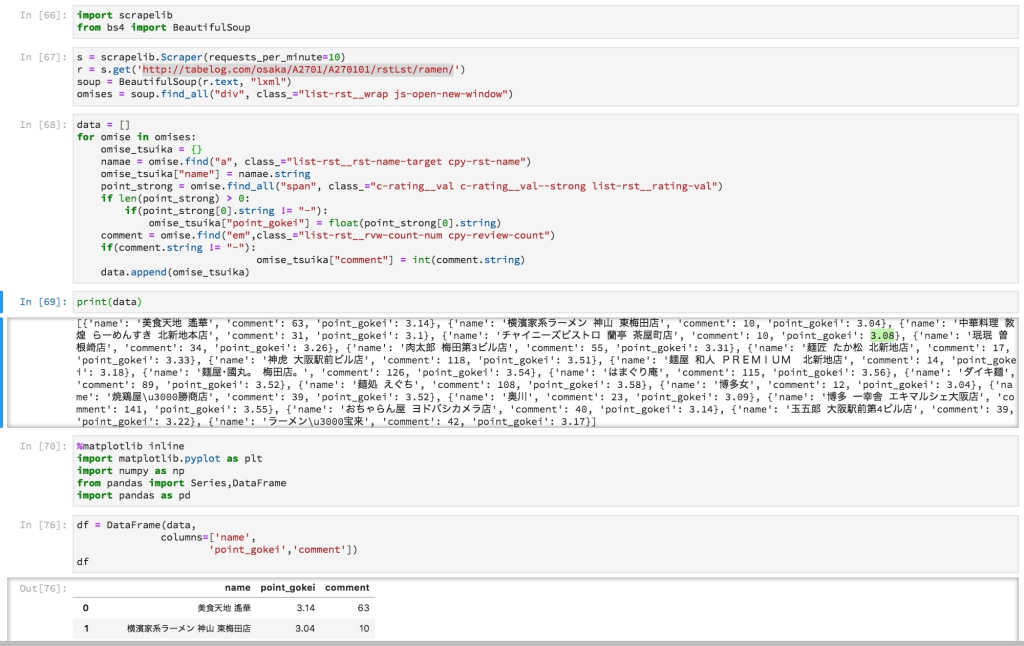 In [66]: import scrapelib
from bs4 import BeautifulSoup
In [67]: s = scrapelib.Scraper(requests_per_minute=10)
r = s.get('http://tabelog.com/osaka/A2701/A270101/rstLst/ramen/')
soup = BeautifulSoup(r.text, "lxml")
omises = soup.find_all("div", class_="list-rst__wrap js-open-new-window")
In [68]: data = []
for omise in omises:
    omise_tsuika = {}
    namae = omise.find("a", class_="list-rst__rst-name-target cpy-rst-name")
    omise_tsuika["name"] = namae.string
    point_strong = omise.find_all("span", class_="c-rating__val c-rating__val--strong list-rst__rating-val")
    if len(point_strong) > 0:
        if(point_strong[0].string != "-"):
            omise_tsuika["point_gokei"] = float(point_strong[0].string)
    comment = omise.find("em",class_="list-rst__rvw-count-num cpy-review-count")
    if(comment.string != "-"):
                              omise_tsuika["comment"] = int(comment.string)
    data.append(omise_tsuika)
In [69]: print(data)
[{'name': '美食天地 遙華', 'comment': 63, 'point_gokei': 3.14}, {'name': '横濱家系ラーメン 神山 東梅田店', 'comment': 10, 'point_gokei': 3.04}, {'name': '中華料理 敦
煌 らーめんすき 北新地本店', 'comment': 31, 'point_gokei': 3.1}, {'name': 'チャイニーズビストロ 蘭亭 茶屋町店', 'comment': 10, 'point_gokei': 3.08}, {'name': '珉珉 曽
根崎店', 'comment': 34, 'point_gokei': 3.26}, {'name': '肉太郎 梅田第3ビル店', 'comment': 55, 'point_gokei': 3.31}, {'name': '麺匠 たか松 北新地店', 'comment': 17,
'point_gokei': 3.33}, {'name': '神虎 大阪駅前ビル店', 'comment': 118, 'point_gokei': 3.51}, {'name': '麺屋 和人 ＰＲＥＭＩＵＭ　北新地店', 'comment': 14, 'point_goke
i': 3.18}, {'name': '麺屋・國丸。 梅田店。', 'comment': 126, 'point_gokei': 3.54}, {'name': 'はまぐり庵', 'comment': 115, 'point_gokei': 3.56}, {'name': 'ダイキ麺',
'comment': 89, 'point_gokei': 3.52}, {'name': '麺処 えぐち', 'comment': 108, 'point_gokei': 3.58}, {'name': '博多女', 'comment': 12, 'point_gokei': 3.04}, {'na
me': '焼鶏屋\u3000勝商店', 'comment': 39, 'point_gokei': 3.52}, {'name': '奥川', 'comment': 23, 'point_gokei': 3.09}, {'name': '博多 一幸舎 エキマルシェ大阪店', 'co
mment': 141, 'point_gokei': 3.55}, {'name': 'おちゃらん屋 ヨドバシカメラ店', 'comment': 40, 'point_gokei': 3.14}, {'name': '玉五郎 大阪駅前第4ビル店', 'comment': 39,
'point_gokei': 3.22}, {'name': 'ラーメン\u3000宝来', 'comment': 42, 'point_gokei': 3.17}]
In [70]: %matplotlib inline
import matplotlib.pyplot as plt
import numpy as np
from pandas import Series,DataFrame
import pandas as pd
In [76]: df = DataFrame(data,
              columns=['name',
                      'point_gokei','comment'])
df
Out[76]: name point_gokei comment
0 美食天地 遙華 3.14 63
1 横濱家系ラーメン 神山 東梅田店 3.04 10